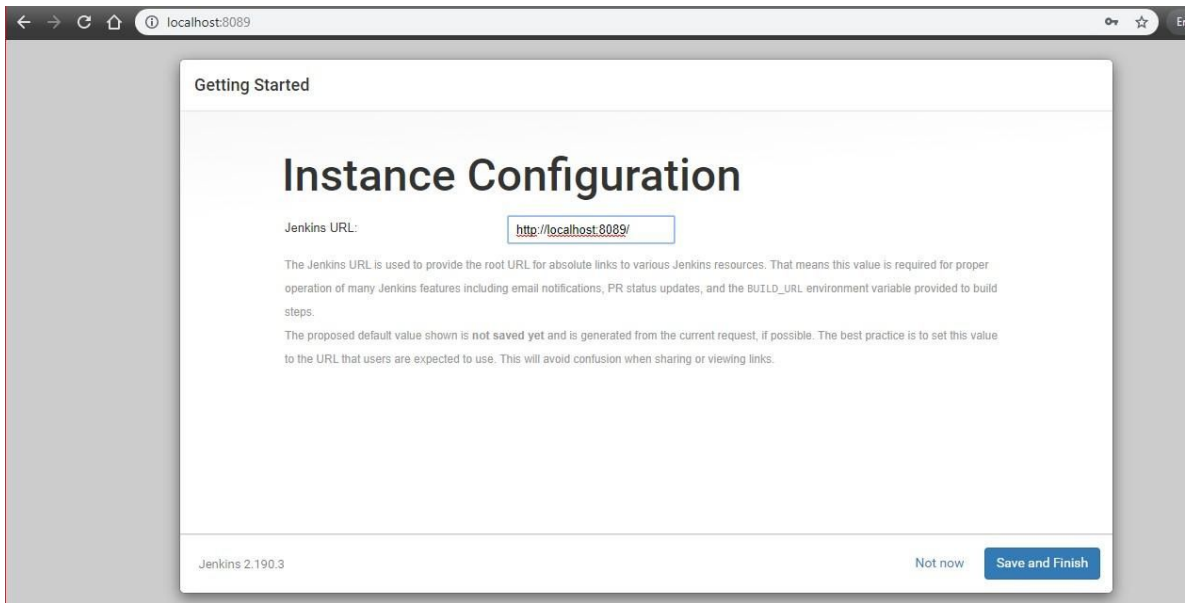 localhost:8089
Getting Started
Instance Configuration
Jenkins URL: http://localhost:8089/
The Jenkins URL is used to provide the root URL for absolute links to various Jenkins resources. That means this value is required for proper
operation of many Jenkins features including email notifications, PR status updates, and the BUILD_URL environment variable provided to build
steps.
The proposed default value shown is not saved yet and is generated from the current request, if possible. The best practice is to set this value
to the URL that users are expected to use. This will avoid confusion when sharing or viewing links.
Jenkins 2.190.3 Not now Save and Finish